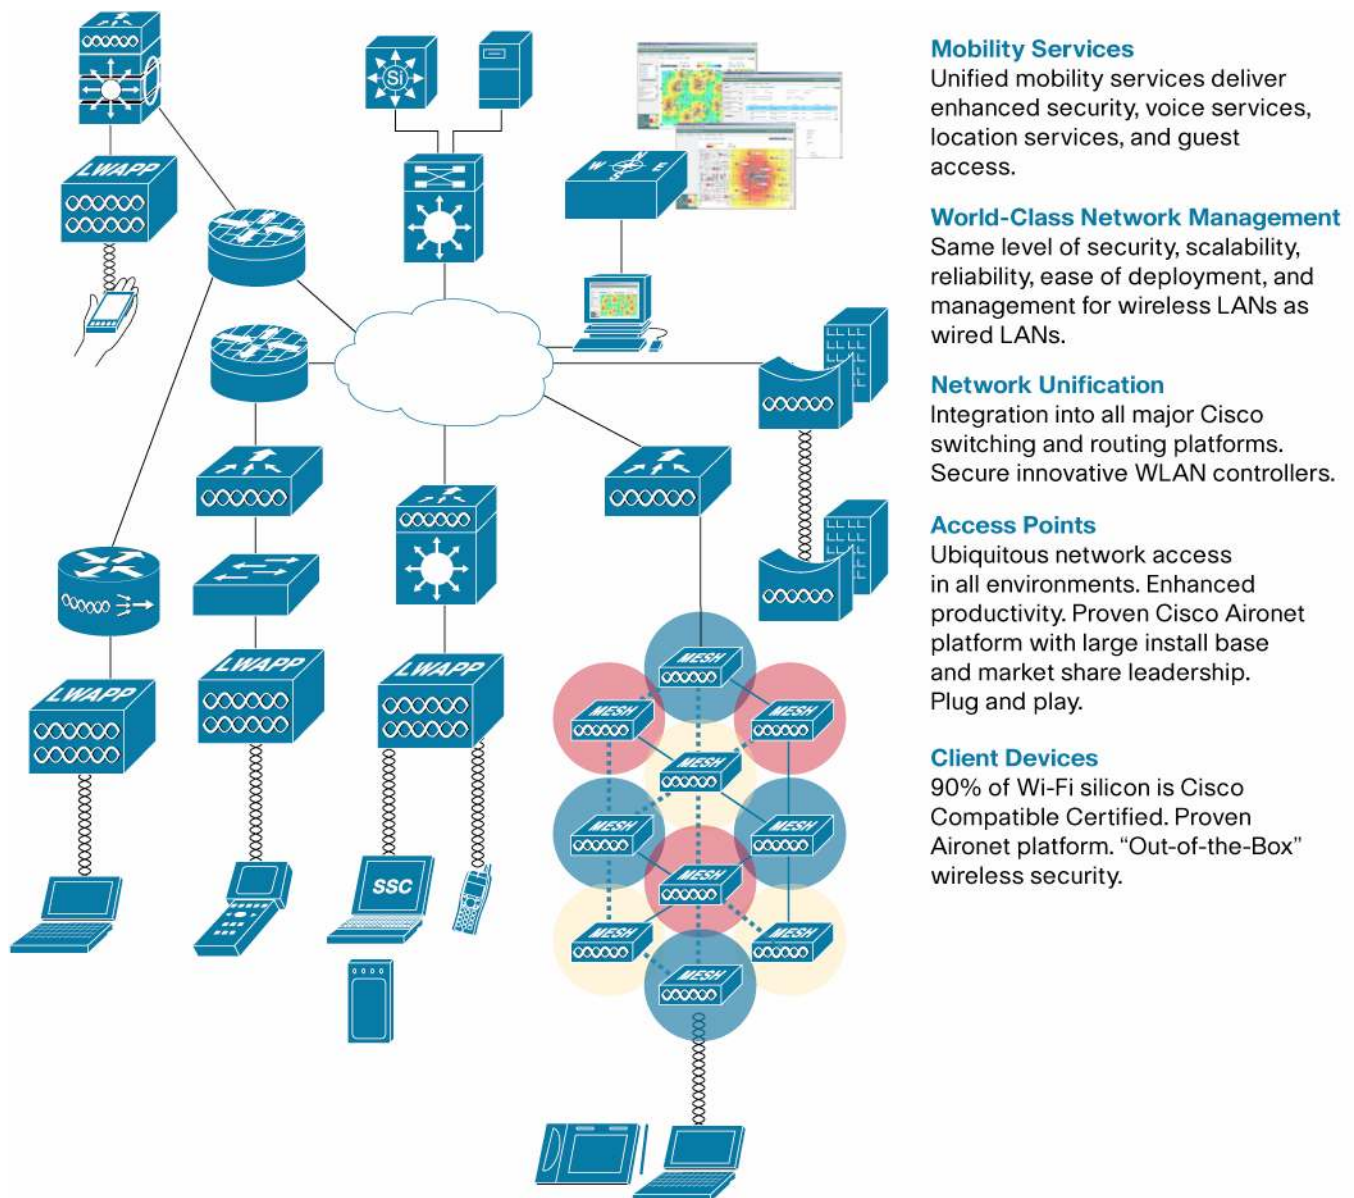 Si
LWAPP
W
N
S
E
Mobility Services
Unified mobility services deliver
enhanced security, voice services,
location services, and guest
access.
World-Class Network Management
Same level of security, scalability,
reliability, ease of deployment, and
management for wireless LANs as
wired LANs.
Network Unification
Integration into all major Cisco
switching and routing platforms.
Secure innovative WLAN controllers.
Access Points
Ubiquitous network access
in all environments. Enhanced
productivity. Proven Cisco Aironet
platform with large install base
and market share leadership.
Plug and play.
Client Devices
90% of Wi-Fi silicon is Cisco
Compatible Certified. Proven
Aironet platform. “Out-of-the-Box”
wireless security.
LWAPP
LWAPP
LWAPP
SSC
MESH
MESH
MESH
MESH
MESH
MESH
MESH
MESH
MESH
MESH